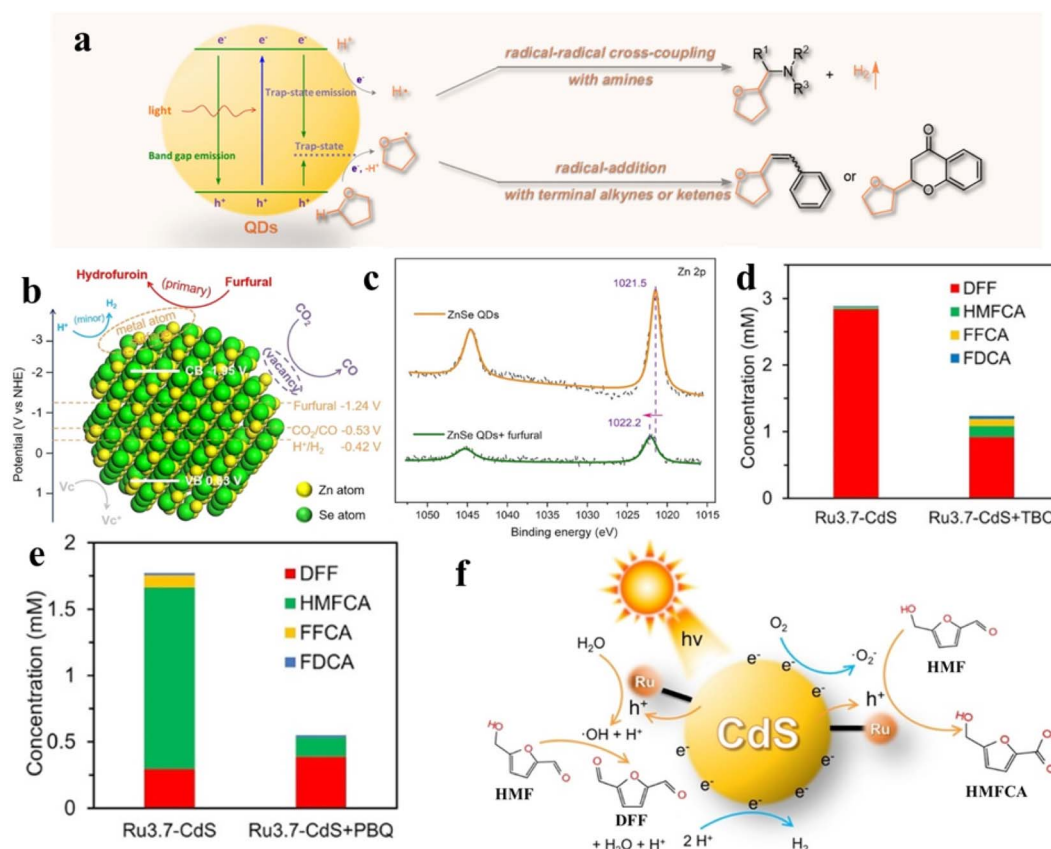 a
e⁻ e⁻ e⁻
H⁺
e⁻
H•
Trap-state emission
light
Band gap emission
Trap-state
e⁻, -H⁺
h⁺ h⁺ h⁺
H
QDs
radical-radical cross-coupling
with amines
R¹ R²
N
R³
+ H₂
radical-addition
with terminal alkynes or ketenes
or
O
O
b
Hydrofuroin
(primary)
Furfural
H₂
H⁺ (minor)
metal atom
CO₂
CO
(vacancy)
Potential (V vs NHE)
-3
-2
-1
0
1
CB -1.95 V
Furfural -1.24 V
CO₂/CO -0.53 V
H⁺/H₂ -0.42 V
VB 0.83 V
Vc
Vc⁺
Zn atom
Se atom
c
Zn 2p
1021.5
ZnSe QDs
1022.2
ZnSe QDs+ furfural
1050 1045 1040 1035 1030 1025 1020 1015
Binding energy (eV)
d
Concentration (mM)
3
2
1
0
DFF
HMFCA
FFCA
FDCA
Ru3.7-CdS
Ru3.7-CdS+TBC
e
Concentration (mM)
2
1.5
1
0.5
0
DFF
HMFCA
FFCA
FDCA
Ru3.7-CdS
Ru3.7-CdS+PBQ
f
hν
H₂O
Ru
h⁺
·OH + H⁺
HO
O
O
HMF
O
O
O
DFF
+ H₂O + H⁺
CdS
e⁻ e⁻ e⁻ e⁻ e⁻ e⁻ e⁻ e⁻
2 H⁺
H₂
O₂
·O₂⁻
h⁺
Ru
HO
O
O
HMF
HO
O
O
HMFCA